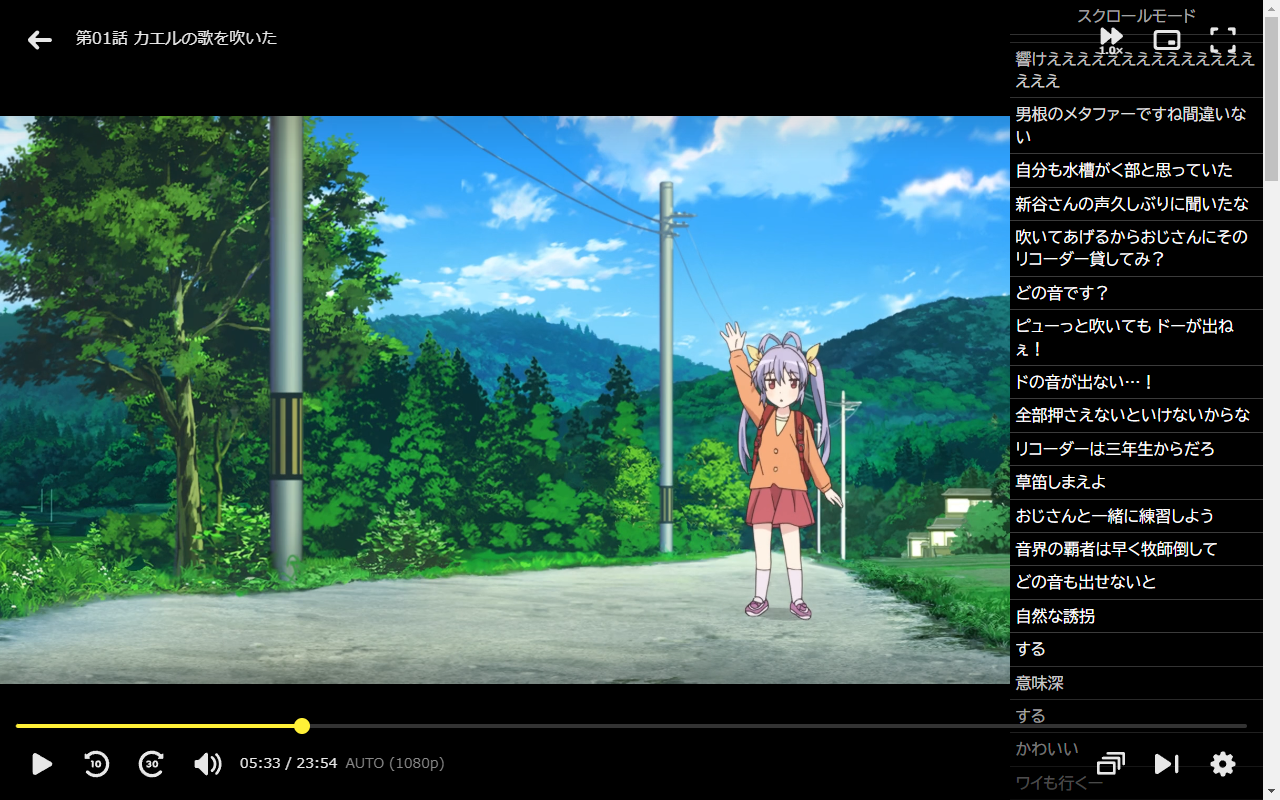 第01話 カエルの歌を吹いた
スクロールモード
1.0×
響けえええええええええええええええ
えええ
男根のメタファーですね間違いな
い
自分も水槽がく部と思っていた
新谷さんの声久しぶりに聞いたな
吹いてあげるからおじさんにその
リコーダー貸してみ？
どの音です？
ピューっと吹いても ドーが出ね
ぇ！
ドの音が出ない…！
全部押さえないといけないからな
リコーダーは三年生からだろ
草笛しまえよ
おじさんと一緒に練習しよう
音界の覇者は早く牧師倒して
どの音も出せないと
自然な誘拐
する
意味深
する
かわいい
ワイも行くー
10
30
05:33 / 23:54 AUTO (1080p)